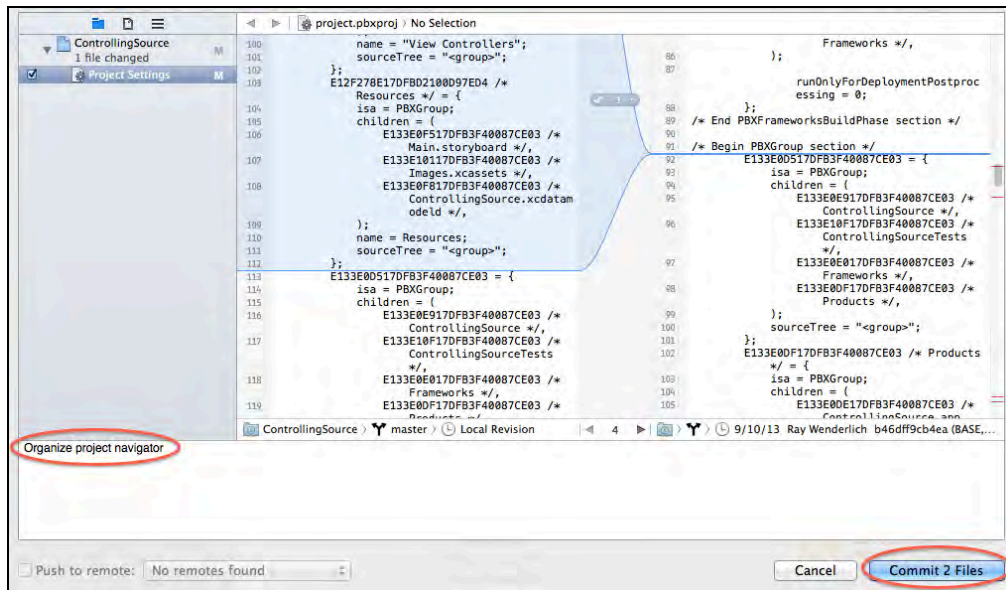 project.pbxproj › No Selection
ControllingSource
1 file changed
M
Project Settings
M
100 name = "View Controllers";
101 sourceTree = "<group>";
102 };
103 E12F278E17DFBD2100D97ED4 /*
Resources */ = {
104 isa = PBXGroup;
105 children = (
106 E133E0F517DFB3F40087CE03 /*
Main.storyboard */,
107 E133E10117DFB3F40087CE03 /*
Images.xcassets */,
108 E133E0F817DFB3F40087CE03 /*
ControllingSource.xcdatam
odeld */,
109 );
110 name = Resources;
111 sourceTree = "<group>";
112 };
113 E133E0D517DFB3F40087CE03 = {
114 isa = PBXGroup;
115 children = (
116 E133E0E917DFB3F40087CE03 /*
ControllingSource */,
117 E133E10F17DFB3F40087CE03 /*
ControllingSourceTests
*/,
118 E133E0E017DFB3F40087CE03 /*
Frameworks */,
119 E133E0DF17DFB3F40087CE03 /*
Products */
Frameworks */,
86 );
87
runOnlyForDeploymentPostproc
essing = 0;
88 };
89 /* End PBXFrameworksBuildPhase section */
90
91 /* Begin PBXGroup section */
92 E133E0D517DFB3F40087CE03 = {
93 isa = PBXGroup;
94 children = (
95 E133E0E917DFB3F40087CE03 /*
ControllingSource */,
96 E133E10F17DFB3F40087CE03 /*
ControllingSourceTests
*/,
97 E133E0E017DFB3F40087CE03 /*
Frameworks */,
98 E133E0DF17DFB3F40087CE03 /*
Products */,
99 );
100 sourceTree = "<group>";
101 };
102 E133E0DF17DFB3F40087CE03 /* Products
*/ = {
103 isa = PBXGroup;
104 children = (
105 E133E0DE17DFB3F40087CE03 /*
ControllingSource.app
ControllingSource › master › Local Revision
4
9/10/13 Ray Wenderlich b46dff9cb4ea (BASE,...
Organize project navigator
Push to remote: No remotes found
Cancel
Commit 2 Files